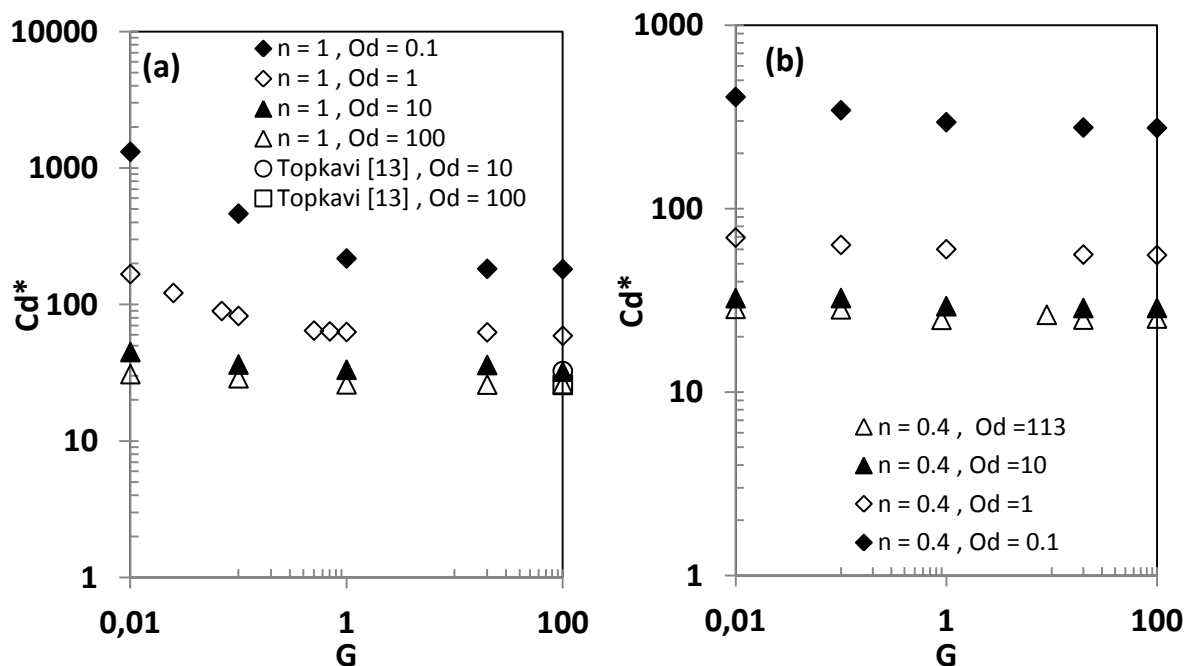 10000
1000
100
10
1
Cd*
(a)
n = 1 , Od = 0.1
n = 1 , Od = 1
n = 1 , Od = 10
n = 1 , Od = 100
Topkavi [13] , Od = 10
Topkavi [13] , Od = 100
0,01
1
100
G
1000
100
10
1
Cd*
(b)
n = 0.4 , Od =113
n = 0.4 , Od =10
n = 0.4 , Od =1
n = 0.4 , Od = 0.1
0,01
1
100
G